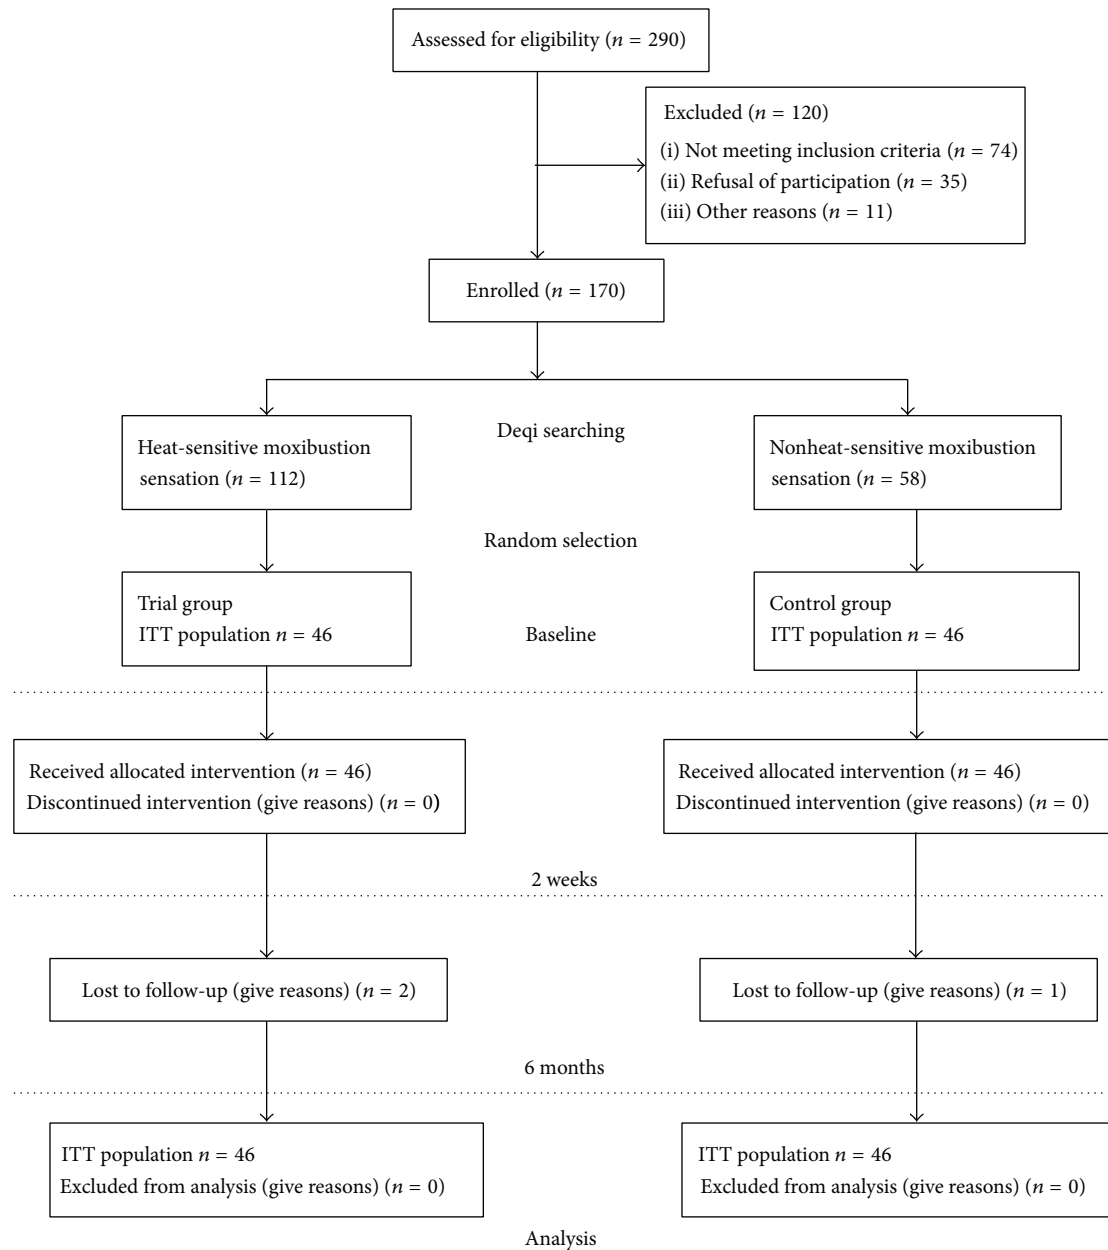 Assessed for eligibility (n = 290)
Excluded (n = 120)
(i) Not meeting inclusion criteria (n = 74)
(ii) Refusal of participation (n = 35)
(iii) Other reasons (n = 11)
Enrolled (n = 170)
Deqi searching
Heat-sensitive moxibustion
sensation (n = 112)
Nonheat-sensitive moxibustion
sensation (n = 58)
Random selection
Trial group
ITT population n = 46
Baseline
Control group
ITT population n = 46
Received allocated intervention (n = 46)
Discontinued intervention (give reasons) (n = 0)
Received allocated intervention (n = 46)
Discontinued intervention (give reasons) (n = 0)
2 weeks
Lost to follow-up (give reasons) (n = 2)
Lost to follow-up (give reasons) (n = 1)
6 months
ITT population n = 46
Excluded from analysis (give reasons) (n = 0)
ITT population n = 46
Excluded from analysis (give reasons) (n = 0)
Analysis